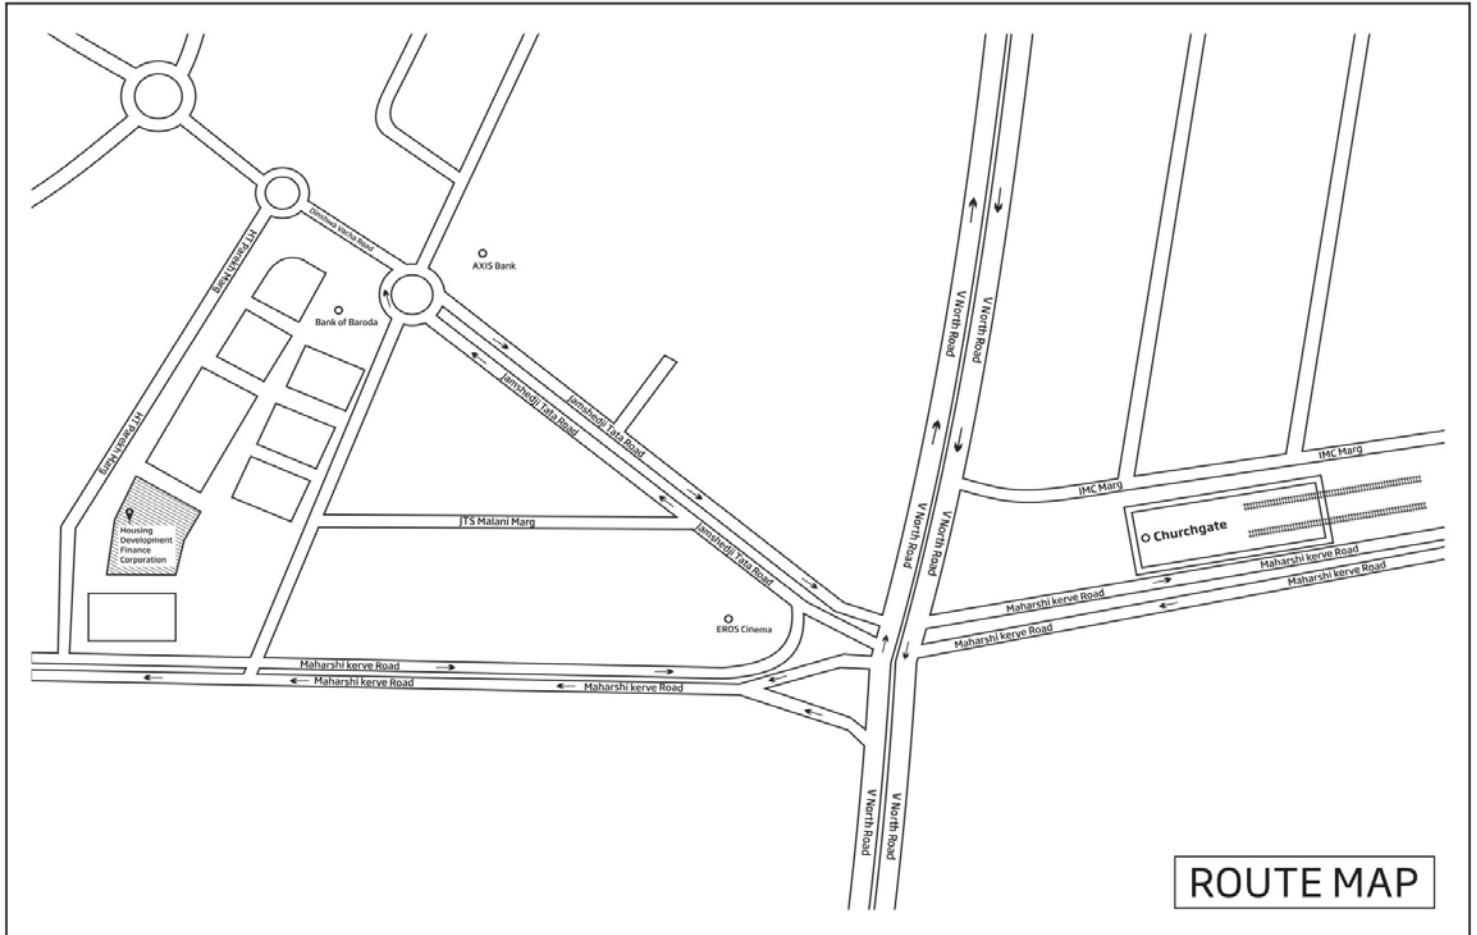 Dinshwa Vacha Road
HT Parekh Marg
AXIS Bank
Bank of Baroda
V North Road
V North Road
Jamshedji Tata Road
Jamshedji Tata Road
HT Parekh Marg
IMC Marg
IMC Marg
Housing
Development
Finance
Corporation
JTS Malani Marg
Jamshedji Tata Road
V North Road
V North Road
Churchgate
Maharshi kerve Road
Maharshi kerve Road
Maharshi kerve Road
Maharshi kerve Road
EROS Cinema
Maharshi kerve Road
Maharshi kerve Road
Maharshi kerve Road
V North Road
V North Road
ROUTE MAP